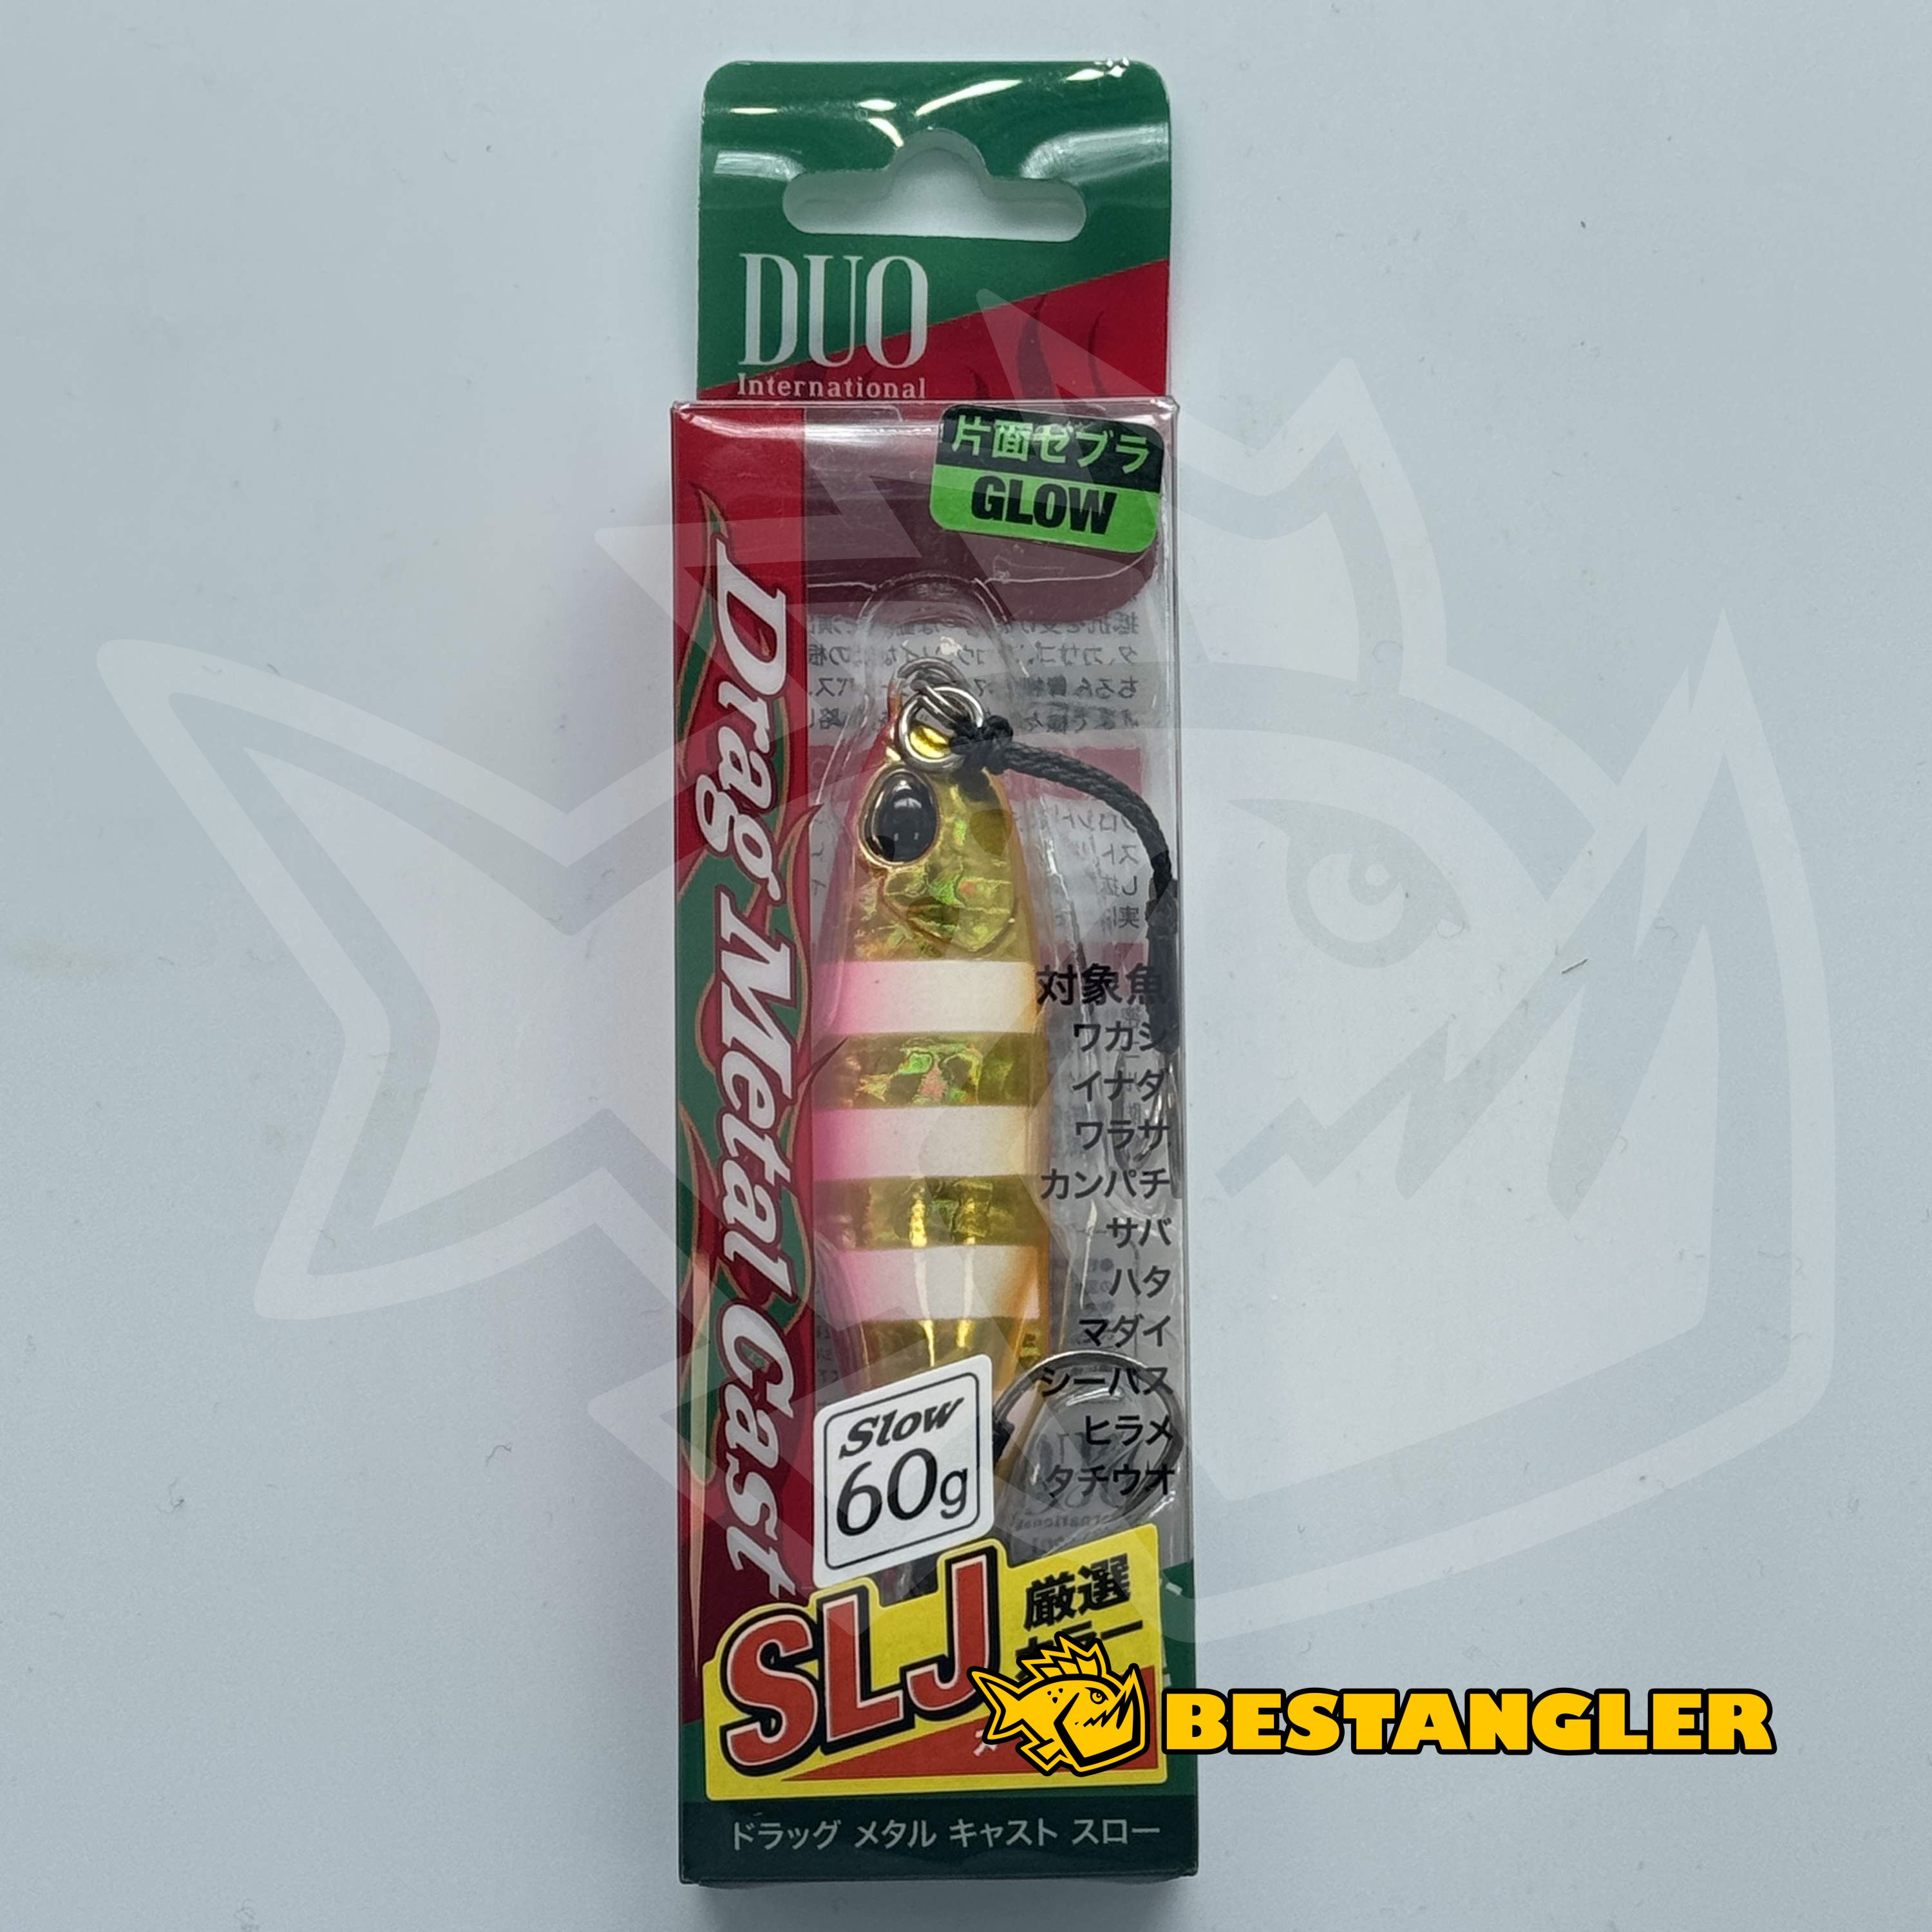 DUO
International
片面ゼブラ
GLOW
Drag Metal Cast
対象魚
ワカシ
イナダ
ワラサ
カンパチ
サバ
ハタ
マダイ
シーバス
ヒラメ
タチウオ
Slow
60g
SLJ
厳選
カラー
BESTANGLER
ドラッグ メタル キャスト スロー